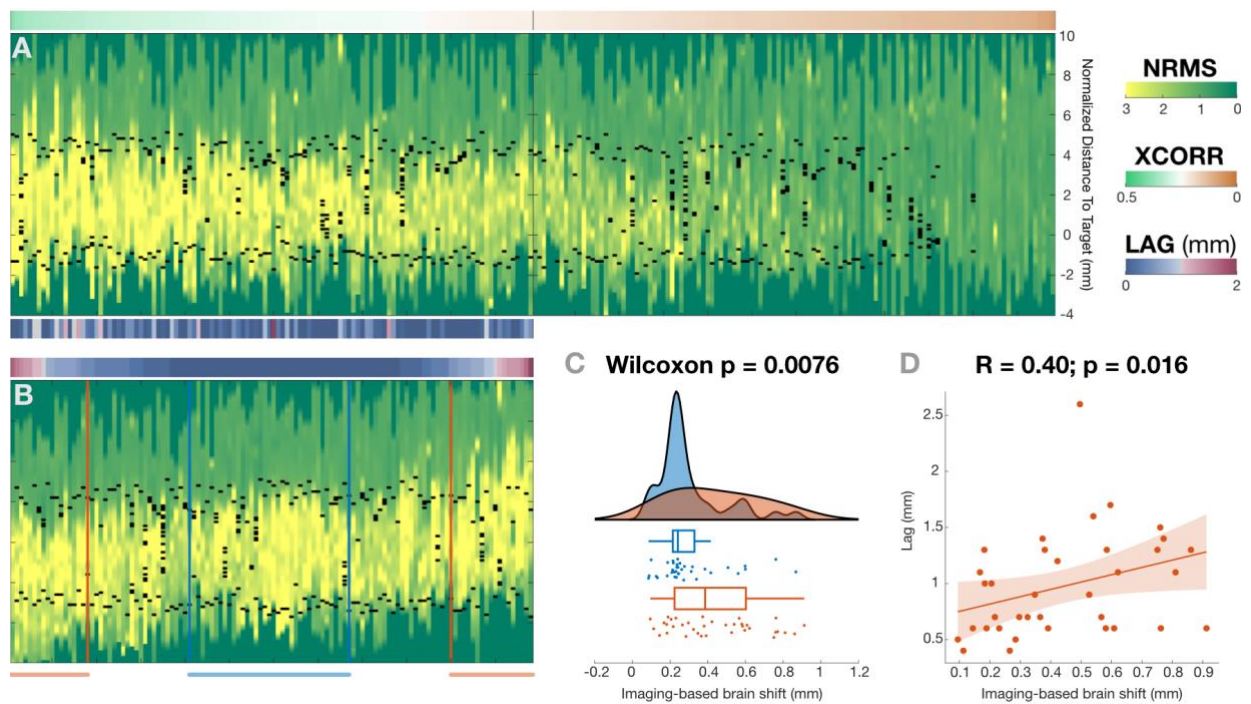 A
10
8
6
4
2
0
-2
-4
Normalized Distance To Target (mm)
NRMS
3 2 1 0
XCORR
0.5 0
LAG (mm)
0 2
B
C Wilcoxon p = 0.0076
-0.2 0 0.2 0.4 0.6 0.8 1 1.2
Imaging-based brain shift (mm)
D R = 0.40; p = 0.016
2.5
2
1.5
1
0.5
Lag (mm)
0.1 0.2 0.3 0.4 0.5 0.6 0.7 0.8 0.9
Imaging-based brain shift (mm)